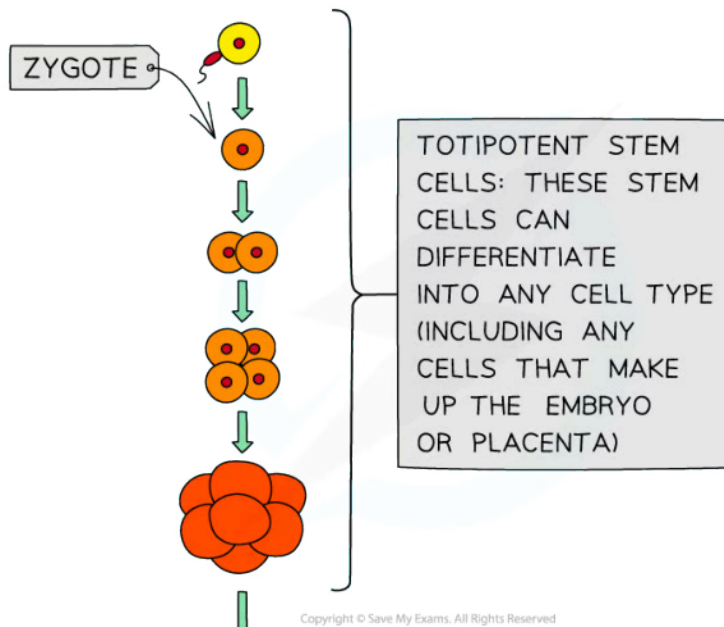 ZYGOTE
TOTIPOTENT STEM
CELLS: THESE STEM
CELLS CAN
DIFFERENTIATE
INTO ANY CELL TYPE
(INCLUDING ANY
CELLS THAT MAKE
UP THE EMBRYO
OR PLACENTA)
Copyright © Save My Exams. All Rights Reserved